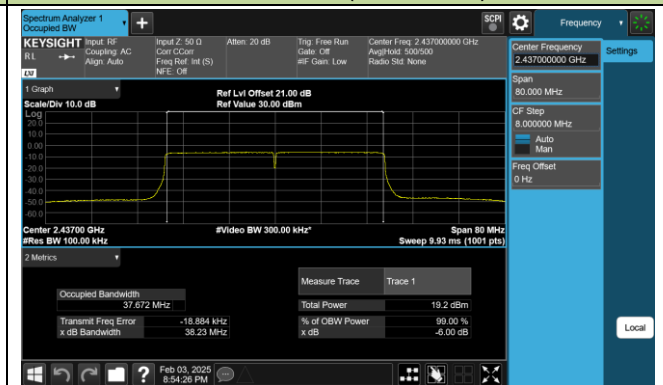 Spectrum Analyzer 1
Occupied BW
SCPI
Frequency
KEYSIGHT
RL
LXI
Input: RF
Coupling: AC
Align: Auto
Input Z: 50 Ω
Corr CCorr
Freq Ref: Int (S)
NFE: Off
Atten: 20 dB
Trig: Free Run
Gate: Off
#IF Gain: Low
Center Freq: 2.437000000 GHz
Avg|Hold: 500/500
Radio Std: None
Center Frequency
2.437000000 GHz
Settings
Span
80.000 MHz
CF Step
8.000000 MHz
Auto
Man
Freq Offset
0 Hz
1 Graph
Scale/Div 10.0 dB
Ref Lvl Offset 21.00 dB
Ref Value 30.00 dBm
Log
20.0
10.0
0.00
-10.0
-20.0
-30.0
-40.0
-50.0
-60.0
Center 2.43700 GHz
#Res BW 100.00 kHz
#Video BW 300.00 kHz*
Span 80 MHz
Sweep 9.93 ms (1001 pts)
2 Metrics
Measure Trace Trace 1
Occupied Bandwidth
37.672 MHz
Total Power 19.2 dBm
Transmit Freq Error -18.884 kHz
% of OBW Power 99.00 %
x dB Bandwidth 38.23 MHz
x dB -6.00 dB
Local
?
Feb 03, 2025
8:54:26 PM